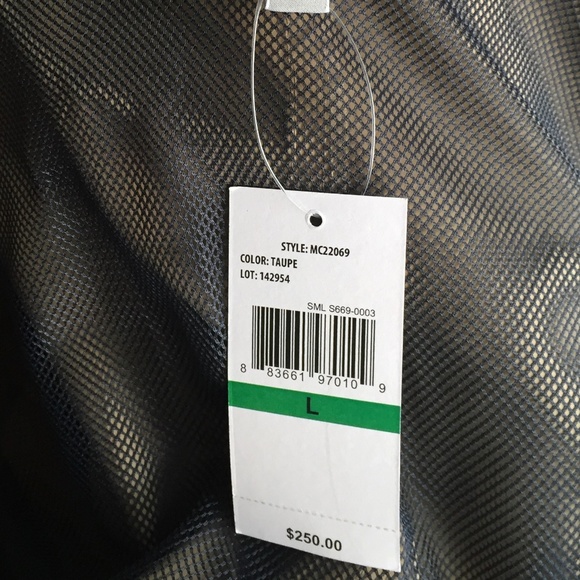 STYLE: MC22069
COLOR: TAUPE
LOT: 142954
SML S669-0003
8 83661 97010 9
L
$250.00